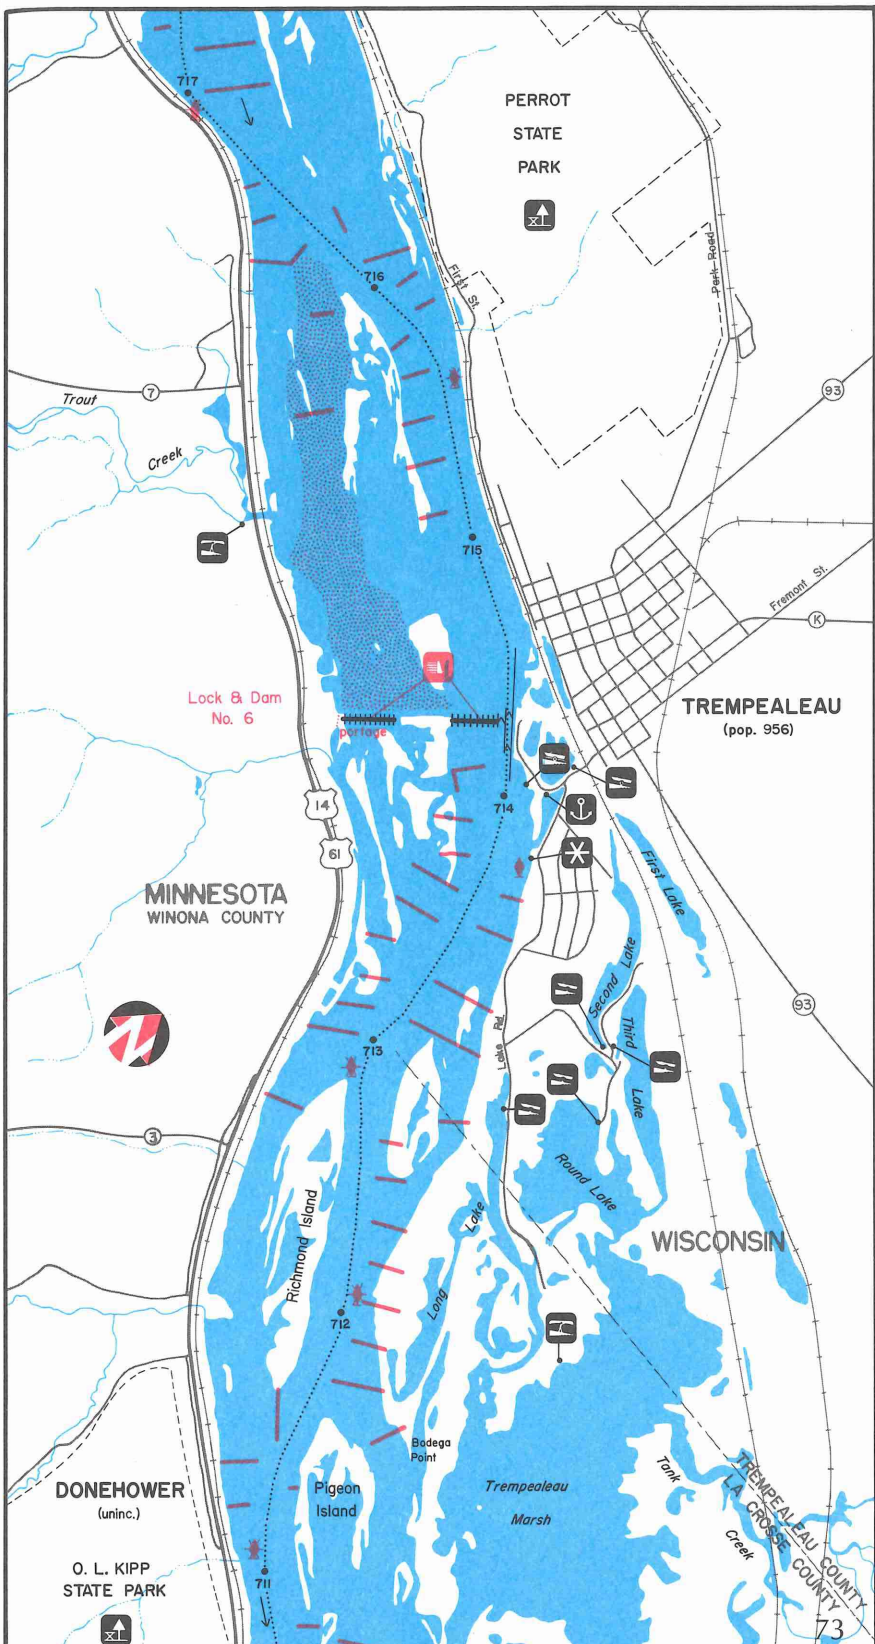 717
PERROT
STATE
PARK
716
First St.
Park Road
7
Trout
Creek
93
715
Fremont St.
K
Lock & Dam
No. 6
portage
TREMPEALEAU
(pop. 956)
14
714
61
MINNESOTA
WINONA COUNTY
First Lake
Second Lake
Third
Lake
93
Lake Rd.
713
3
Round Lake
Richmond Island
Long
Lake
WISCONSIN
712
Bodega
Point
DONEHOWER
(uninc.)
Pigeon
Island
Trempealeau
Marsh
Tank
Creek
TREMPEALEAU COUNTY
LA CROSSE COUNTY
O. L. KIPP
STATE PARK
711
73